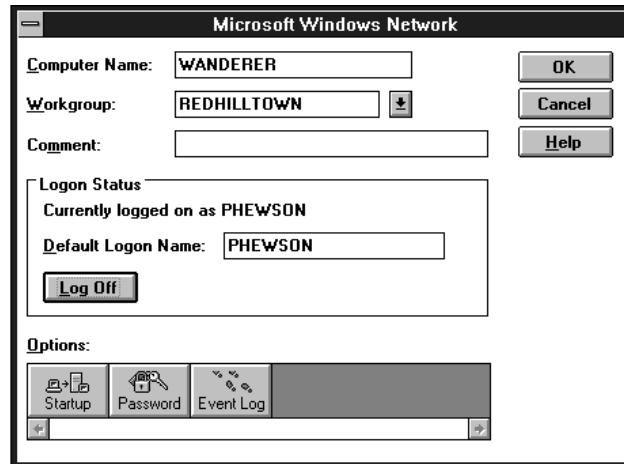 Microsoft Windows Network
Computer Name: WANDERER
OK
Workgroup: REDHILLTOWN
Cancel
Comment:
Help
Logon Status
Currently logged on as PHEWSON
Default Logon Name: PHEWSON
Log Off
Options:
Startup Password Event Log